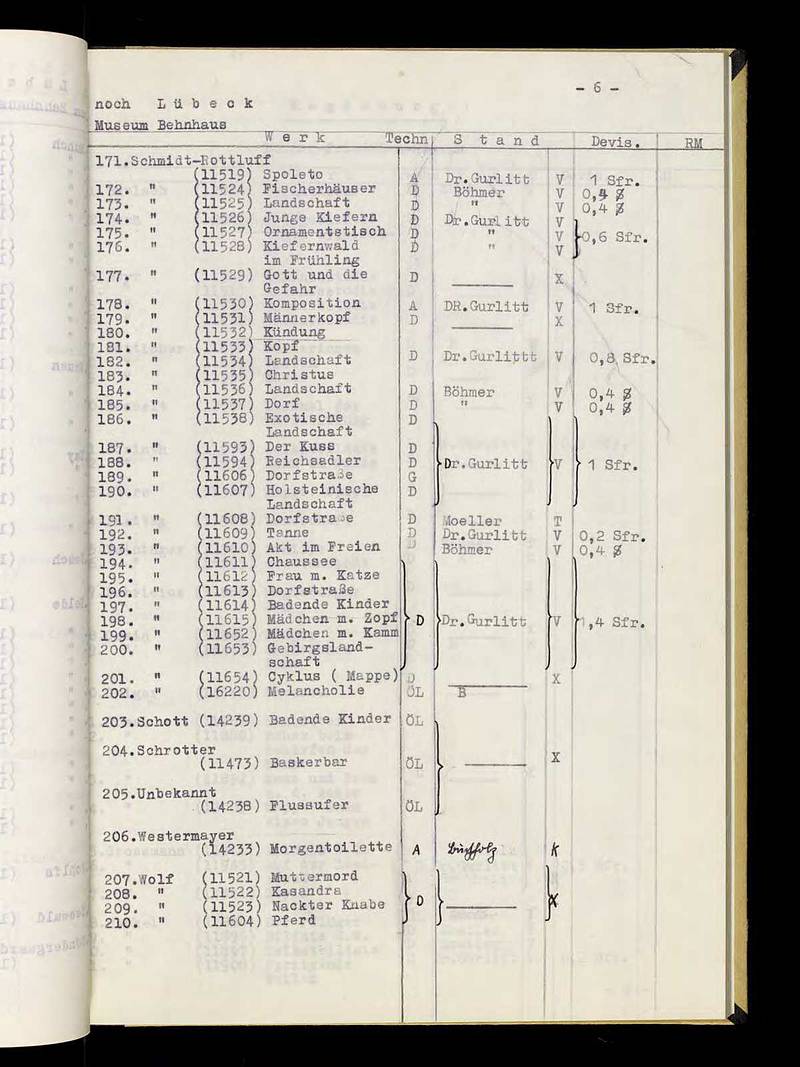 - 6 -
noch Lübeck
Museum Behnhaus
Werk Techn. Stand Devis. RM
171.Schmidt-Rottluff
(11519) Spoleto A Dr.Gurlitt V 1 Sfr.
172. " (11524) Fischerhäuser D Böhmer V 0,4 $
173. " (11525) Landschaft D " V 0,4 $
174. " (11526) Junge Kiefern D Dr.Gurlitt V
175. " (11527) Ornamentstisch D " V 0,6 Sfr.
176. " (11528) Kiefernwald D " V
im Frühling
177. " (11529) Gott und die D X
Gefahr
178. " (11530) Komposition A DR.Gurlitt V 1 Sfr.
179. " (11531) Männerkopf D X
180. " (11532) Kündung
181. " (11533) Kopf
182. " (11534) Landschaft D Dr.Gurlittt V 0,8 Sfr.
183. " (11535) Christus
184. " (11536) Landschaft D Böhmer V 0,4 $
185. " (11537) Dorf D " V 0,4 $
186. " (11538) Exotische D
Landschaft
187. " (11593) Der Kuss D
188. " (11594) Reichsadler D Dr.Gurlitt V 1 Sfr.
189. " (11606) Dorfstraße G
190. " (11607) Holsteinische D
Landschaft
191. " (11608) Dorfstrasse D Moeller T
192. " (11609) Tanne D Dr.Gurlitt V 0,2 Sfr.
193. " (11610) Akt im Freien D Böhmer V 0,4 $
194. " (11611) Chaussee
195. " (11612) Frau m. Katze
196. " (11613) Dorfstraße
197. " (11614) Badende Kinder
198. " (11615) Mädchen m. Zopf D Dr.Gurlitt V 1,4 Sfr.
199. " (11652) Mädchen m. Kamm
200. " (11653) Gebirgsland-
schaft
201. " (11654) Cyklus ( Mappe) D X
202. " (16220) Melancholie ÖL B
203.Schott (14239) Badende Kinder ÖL
204.Schrotter
(11473) Baskerbar ÖL X
205.Unbekannt
(14238) Flussufer ÖL
206.Westermayer
(14233) Morgentoilette A Buchholz K
207.Wolf (11521) Muttermord
208. " (11522) Kasandra
209. " (11523) Nackter Knabe D X
210. " (11604) Pferd